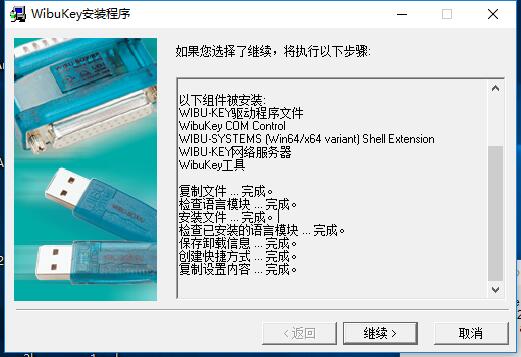 WibuKey安装程序
如果您选择了继续，将执行以下步骤:
以下组件被安装:
WIBU-KEY驱动程序文件
WibuKey COM Control
WIBU-SYSTEMS (Win64/x64 variant) Shell Extension
WIBU-KEY网络服务器
WibuKey工具
复制文件 ... 完成。
检查语言模块 ... 完成。
安装文件 ... 完成。
检查已安装的语言模块 ... 完成。
保存卸载信息 ... 完成。
创建快捷方式 ... 完成。
复制设置内容 ... 完成。
<返回
继续 >
取消